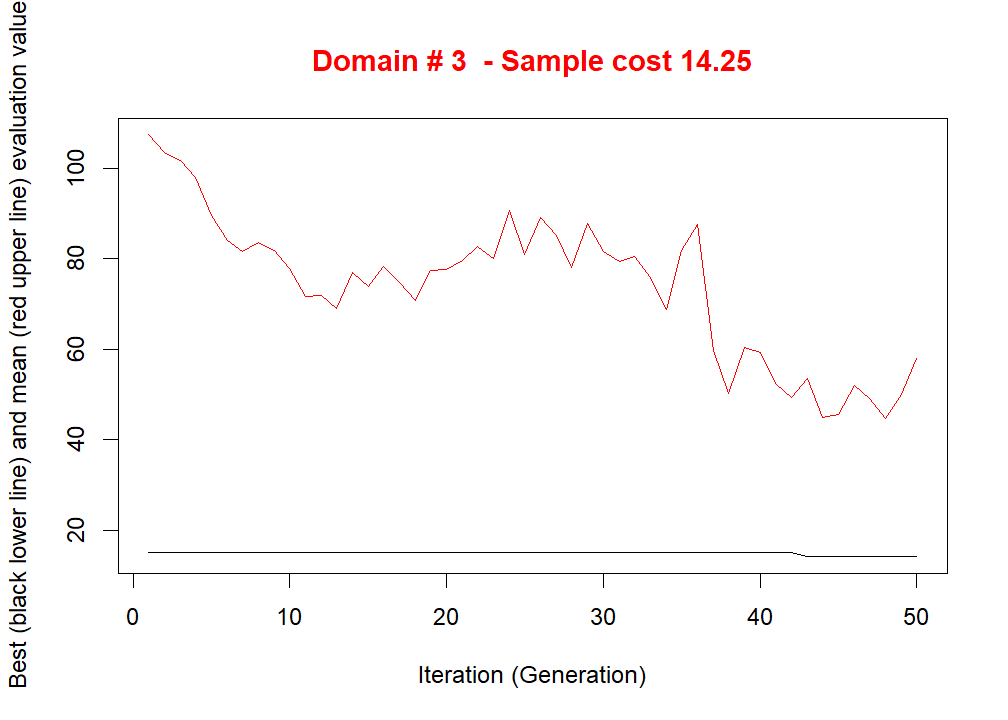 Domain # 3  - Sample cost 14.25
Best (black lower line) and mean (red upper line) evaluation value
100
80
60
40
20
0 10 20 30 40 50
Iteration (Generation)